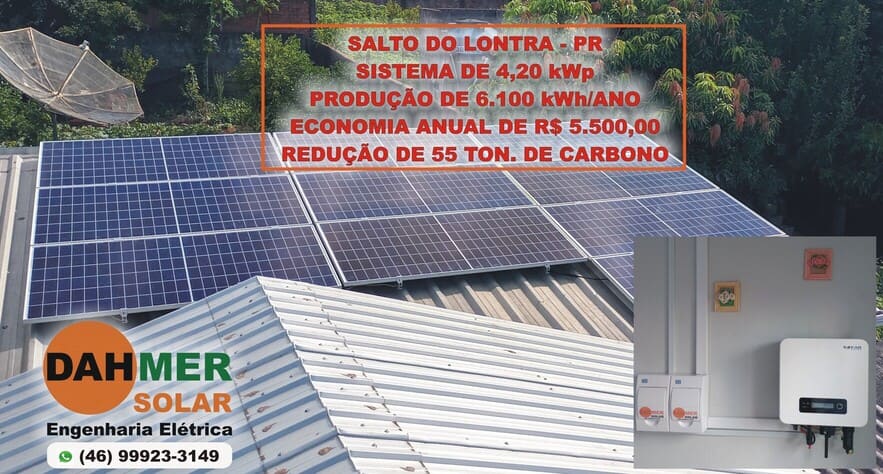 SALTO DO LONTRA - PR
SISTEMA DE 4,20 kWp
PRODUÇÃO DE 6.100 kWh/ANO
ECONOMIA ANUAL DE R$ 5.500,00
REDUÇÃO DE 55 TON. DE CARBONO
DAHMER
SOLAR
Engenharia Elétrica
(46) 99923-3149